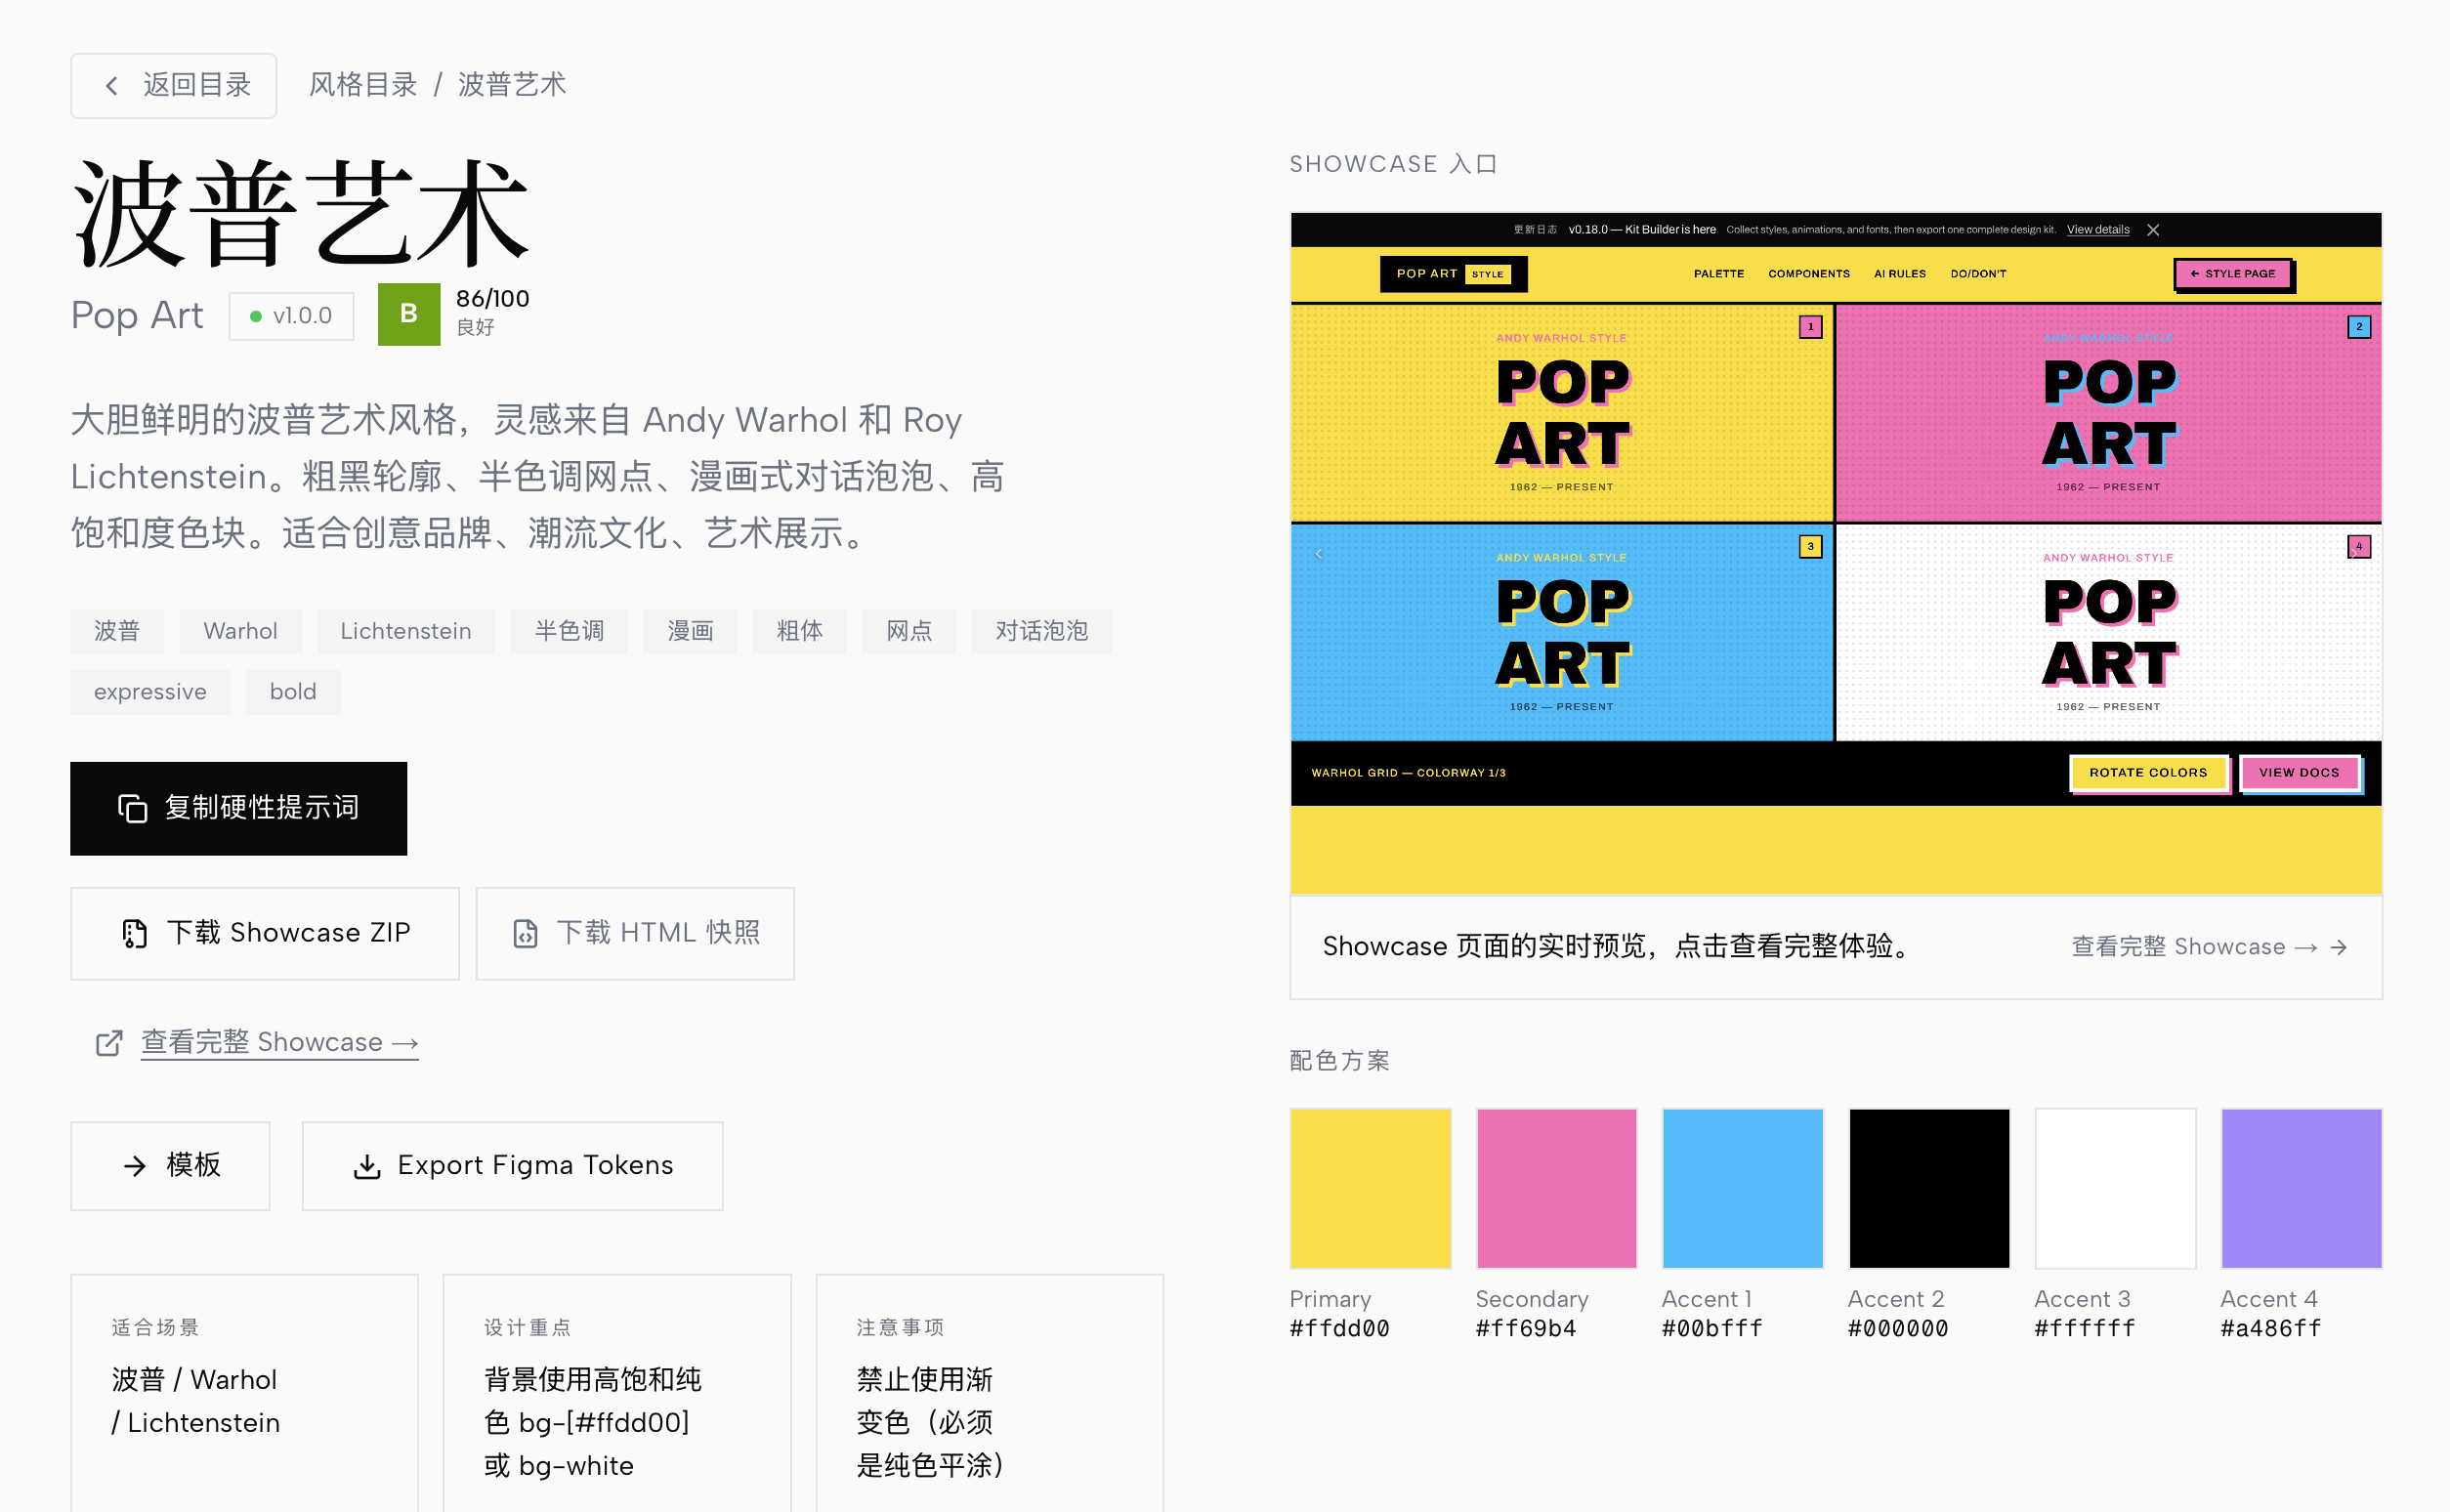 返回目录
风格目录 / 波普艺术
波普艺术
Pop Art
v1.0.0
B
86/100
良好
大胆鲜明的波普艺术风格，灵感来自 Andy Warhol 和 Roy
Lichtenstein。粗黑轮廓、半色调网点、漫画式对话泡泡、高
饱和度色块。适合创意品牌、潮流文化、艺术展示。
波普 Warhol Lichtenstein 半色调 漫画 粗体 网点 对话泡泡
expressive bold
复制硬性提示词
下载 Showcase ZIP
下载 HTML 快照
查看完整 Showcase →
模板
Export Figma Tokens
适合场景
波普 / Warhol
/ Lichtenstein
设计重点
背景使用高饱和纯
色 bg-[#ffdd00]
或 bg-white
注意事项
禁止使用渐
变色（必须
是纯色平涂）
SHOWCASE 入口
更新日志 v0.18.0 — Kit Builder is here Collect styles, animations, and fonts, then export one complete design kit. View details
POP ART STYLE
PALETTE COMPONENTS AI RULES DO/DON'T
← STYLE PAGE
1
ANDY WARHOL STYLE
POP
ART
1962 — PRESENT
2
ANDY WARHOL STYLE
POP
ART
1962 — PRESENT
3
ANDY WARHOL STYLE
POP
ART
1962 — PRESENT
4
ANDY WARHOL STYLE
POP
ART
1962 — PRESENT
WARHOL GRID — COLORWAY 1/3
ROTATE COLORS
VIEW DOCS
Showcase 页面的实时预览，点击查看完整体验。
查看完整 Showcase → →
配色方案
Primary
#ffdd00
Secondary
#ff69b4
Accent 1
#00bfff
Accent 2
#000000
Accent 3
#ffffff
Accent 4
#a486ff